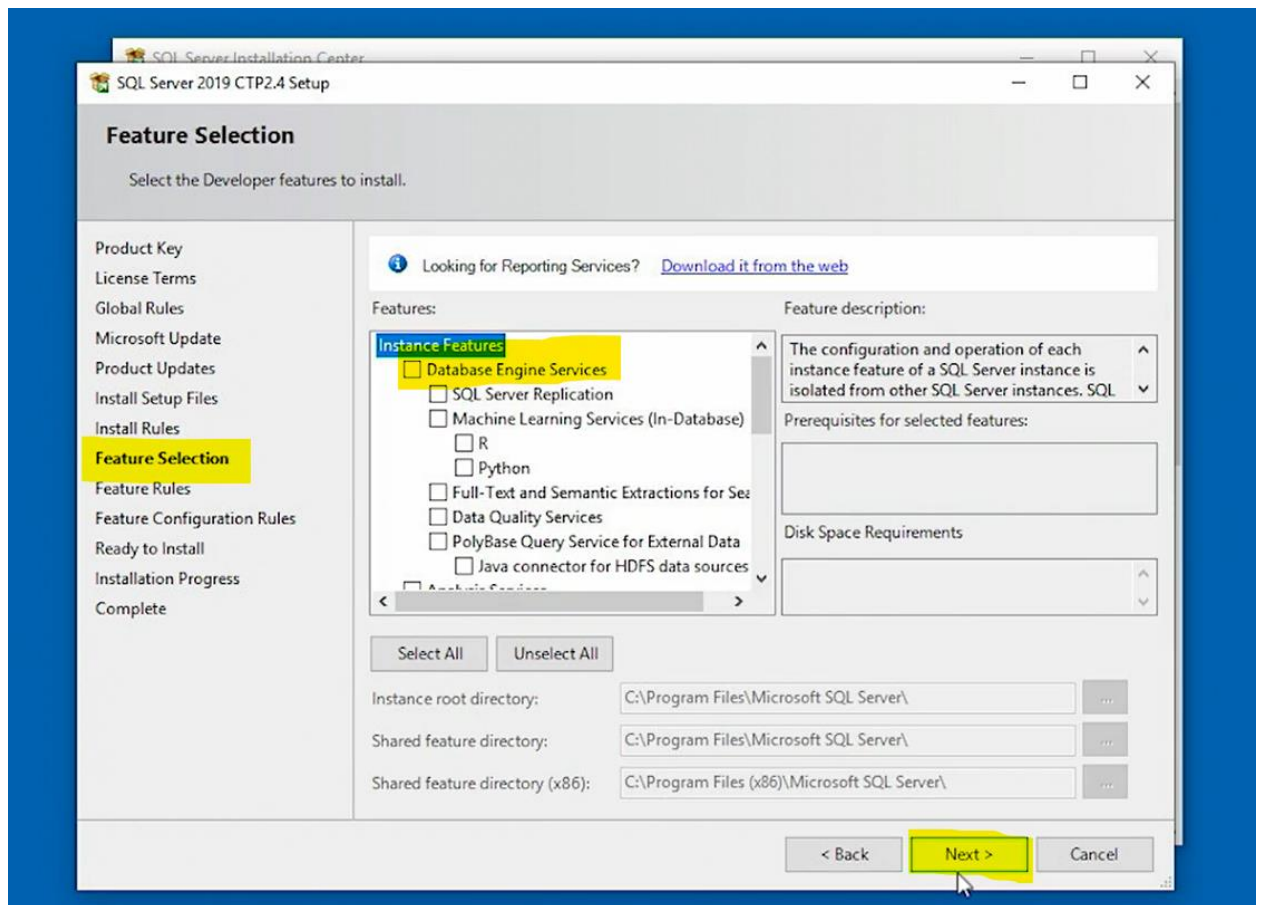 SQL Server Installation Center
SQL Server 2019 CTP2.4 Setup
Feature Selection
Select the Developer features to install.
Product Key
License Terms
Global Rules
Microsoft Update
Product Updates
Install Setup Files
Install Rules
Feature Selection
Feature Rules
Feature Configuration Rules
Ready to Install
Installation Progress
Complete
Looking for Reporting Services? Download it from the web
Features:
Instance Features
Database Engine Services
SQL Server Replication
Machine Learning Services (In-Database)
R
Python
Full-Text and Semantic Extractions for Sea
Data Quality Services
PolyBase Query Service for External Data
Java connector for HDFS data sources
Analysis Services
Feature description:
The configuration and operation of each
instance feature of a SQL Server instance is
isolated from other SQL Server instances. SQL
Prerequisites for selected features:
Disk Space Requirements
Select All
Unselect All
Instance root directory: C:\Program Files\Microsoft SQL Server\ ...
Shared feature directory: C:\Program Files\Microsoft SQL Server\ ...
Shared feature directory (x86): C:\Program Files (x86)\Microsoft SQL Server\ ...
< Back
Next >
Cancel